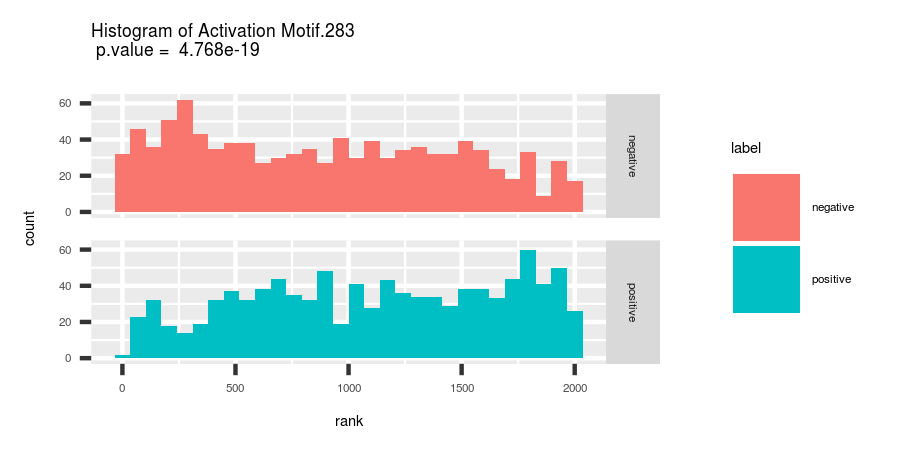 Histogram of Activation Motif.283
p.value = 4.768e-19
count
60
40
20
0
negative
60
40
20
0
positive
0 500 1000 1500 2000
rank
label
negative
positive